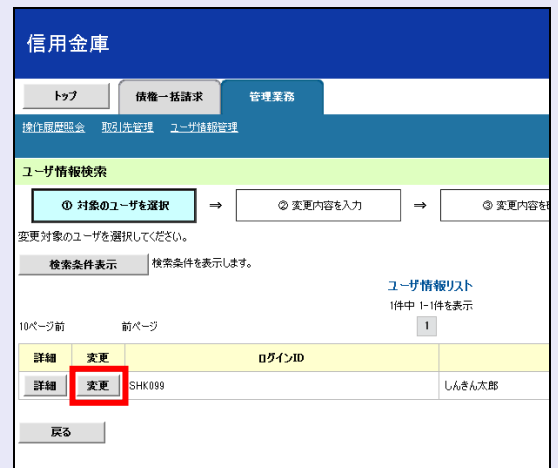 信用金庫
トップ 債権一括請求 管理業務
操作履歴照会 取引先管理 ユーザ情報管理
ユーザ情報検索
① 対象のユーザを選択 ⇒ ② 変更内容を入力 ⇒ ③ 変更内容を
変更対象のユーザを選択してください。
検索条件表示 検索条件を表示します。
ユーザ情報リスト
1件中 1-1件を表示
10ページ前 前ページ 1
詳細 変更 ログインID
詳細 変更 SHK099 しんきん太郎
戻る